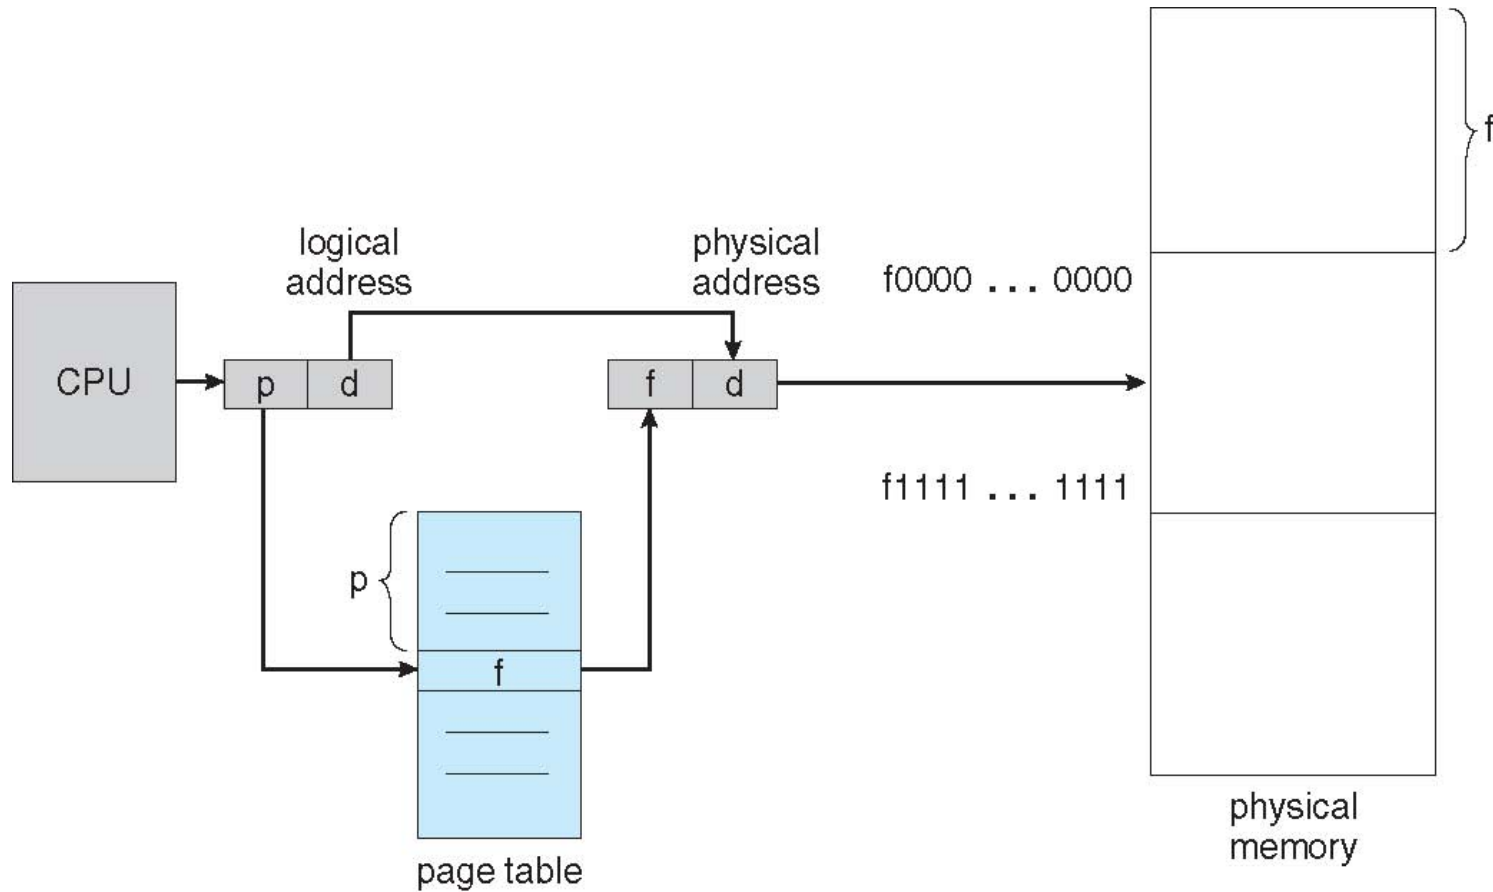 f
logical
address
physical
address
f0000 ... 0000
CPU
p
d
f
d
f1111 ... 1111
p
f
page table
physical
memory